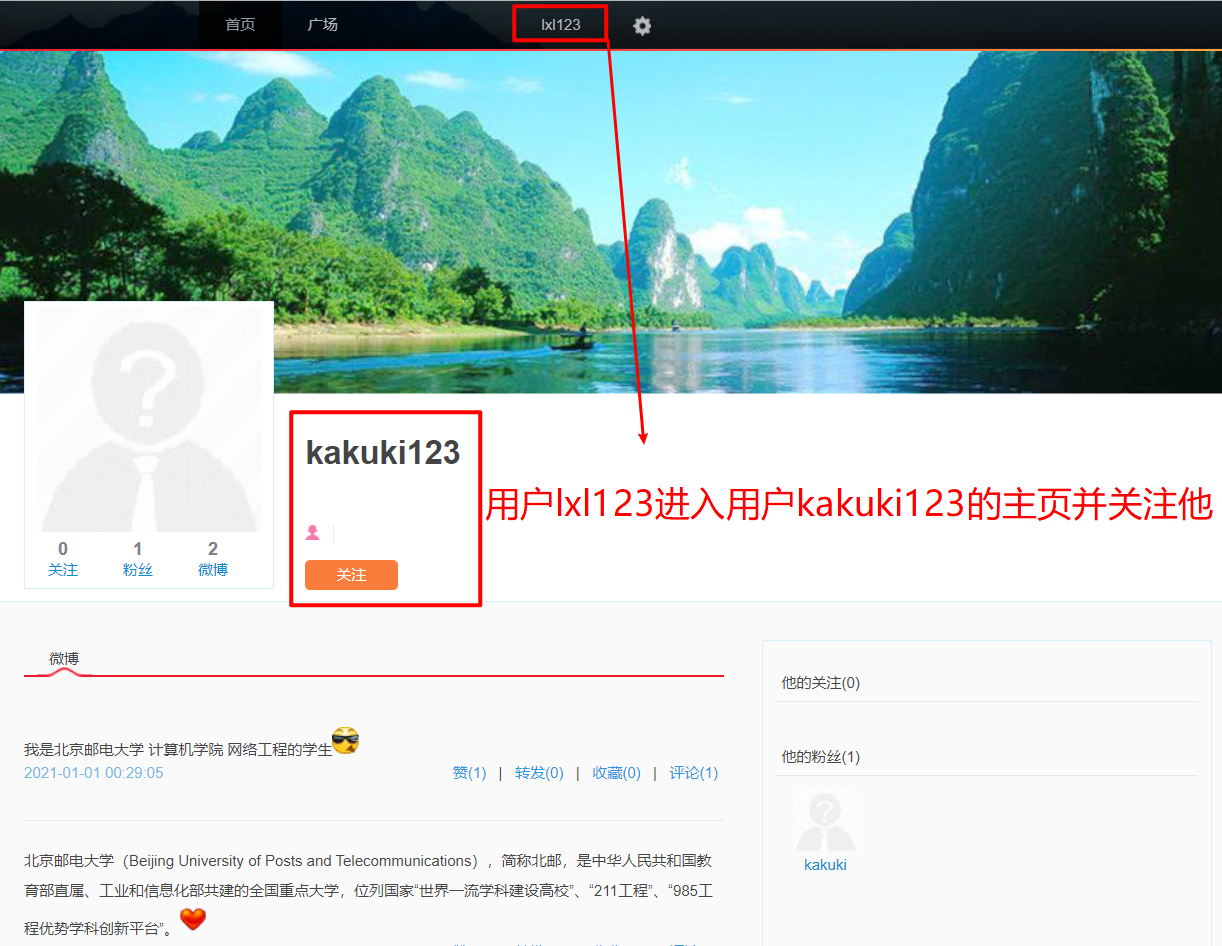 首页 广场 lxl123
kakuki123
用户lxl123进入用户kakuki123的主页并关注他
0 1 2
关注 粉丝 微博
关注
微博
他的关注(0)
我是北京邮电大学 计算机学院 网络工程的学生
2021-01-01 00:29:05 赞(1) | 转发(0) | 收藏(0) | 评论(1)
他的粉丝(1)
kakuki
北京邮电大学（Beijing University of Posts and Telecommunications），简称北邮，是中华人民共和国教
育部直属、工业和信息化部共建的全国重点大学，位列国家“世界一流学科建设高校”、“211工程”、“985工
程优势学科创新平台”。